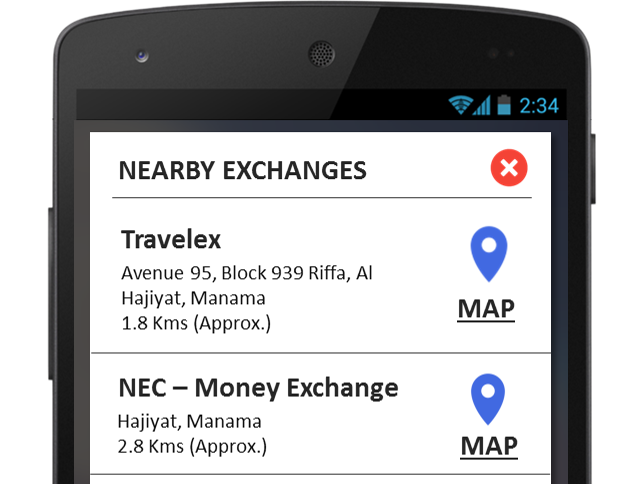 2:34
NEARBY EXCHANGES
Travelex
Avenue 95, Block 939 Riffa, Al
Hajiyat, Manama
1.8 Kms (Approx.)
MAP
NEC – Money Exchange
Hajiyat, Manama
2.8 Kms (Approx.)
MAP